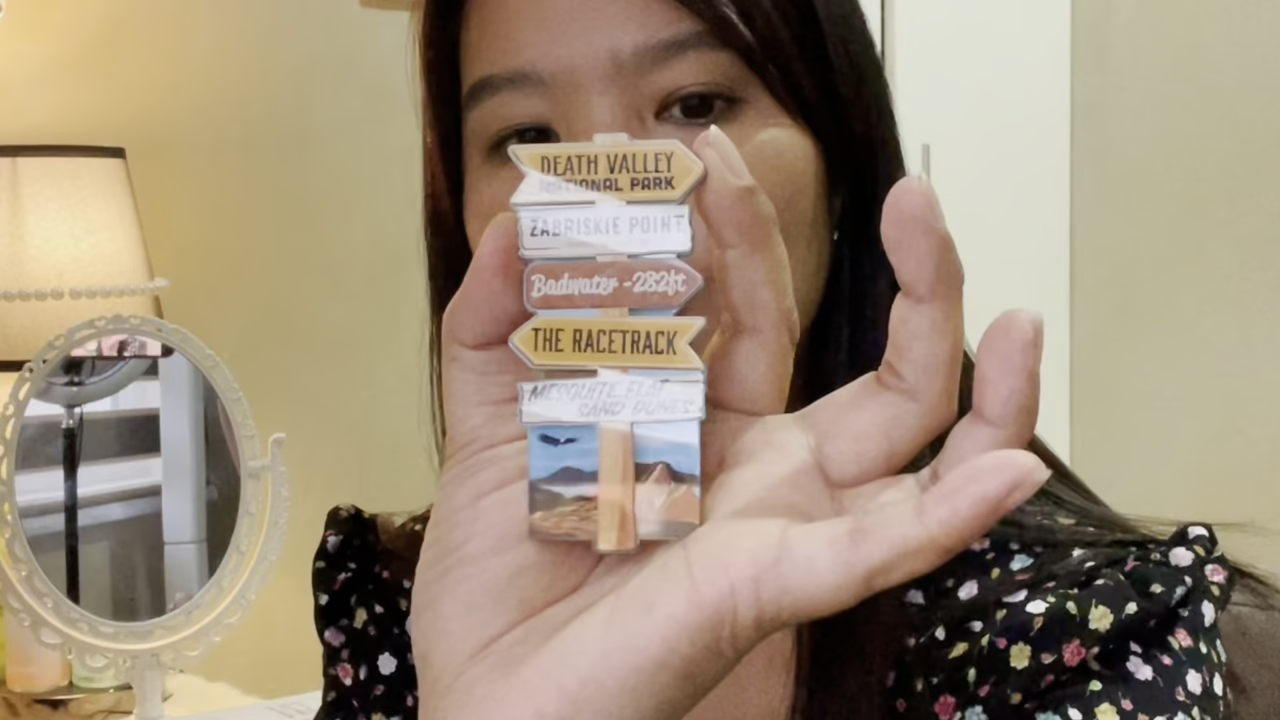 DEATH VALLEY
NATIONAL PARK
ZABRISKIE POINT
Badwater -282ft
THE RACETRACK
MESQUITE FLAT
SAND DUNES